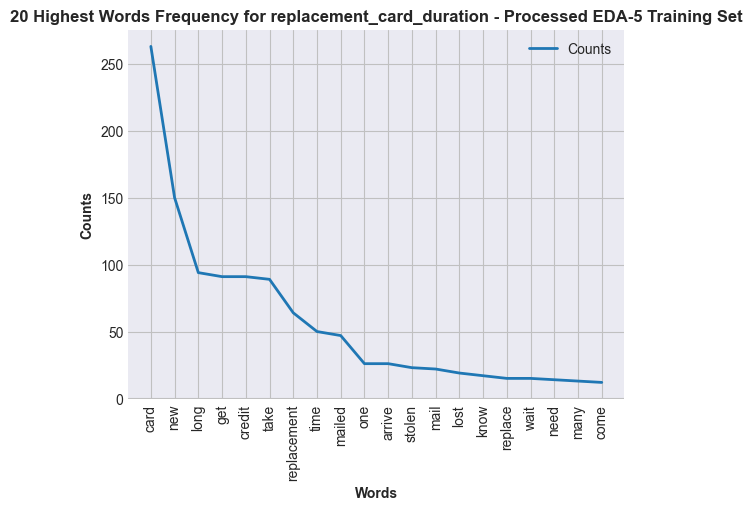 20 Highest Words Frequency for replacement_card_duration - Processed EDA-5 Training Set
Counts
250
200
150
100
50
0
Counts
card
new
long
get
credit
take
replacement
time
mailed
one
arrive
stolen
mail
lost
know
replace
wait
need
many
come
Words